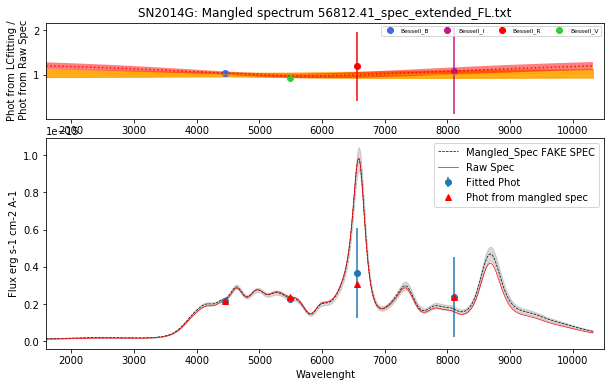 SN2014G: Mangled spectrum 56812.41_spec_extended_FL.txt
Phot from LCfitting /
Phot from Raw Spec
2
1
Bessell_B
Bessell_I
Bessell_R
Bessell_V
2000 3000 4000 5000 6000 7000 8000 9000 10000
1e−15
Flux erg s-1 cm-2 A-1
1.0
0.8
0.6
0.4
0.2
0.0
Mangled_Spec FAKE SPEC
Raw Spec
Fitted Phot
Phot from mangled spec
2000 3000 4000 5000 6000 7000 8000 9000 10000
Wavelenght